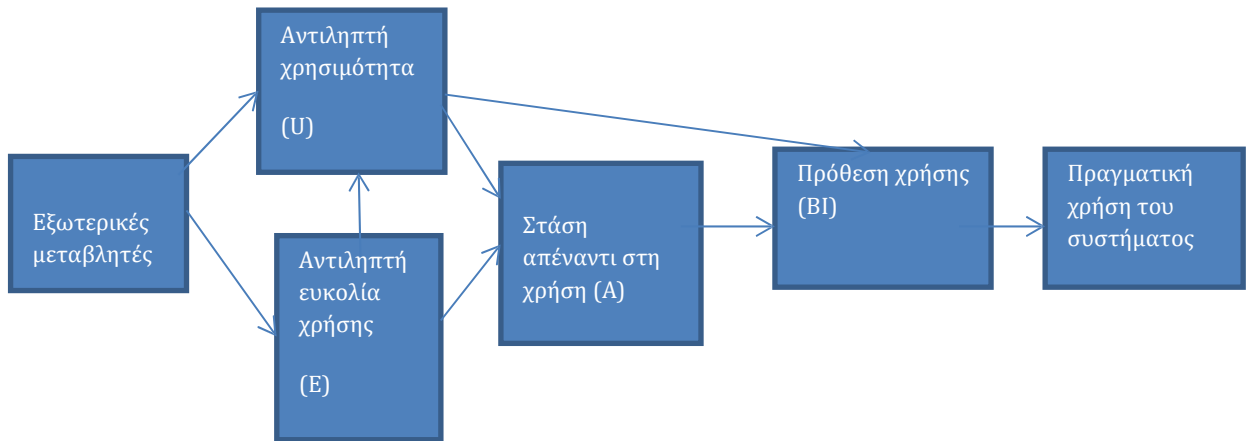 Αντιληπτή
χρησιμότητα
(U)
Εξωτερικές
μεταβλητές
Αντιληπτή
ευκολία
χρήσης
(E)
Στάση
απέναντι στη
χρήση (Α)
Πρόθεση χρήσης
(BI)
Πραγματική
χρήση του
συστήματος